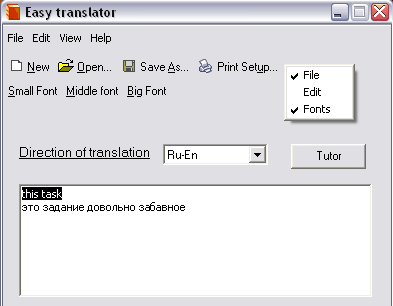 Easy translator
File Edit View Help
New Open... Save As... Print Setup...
File
Edit
Fonts
Small Font Middle font Big Font
Direction of translation Ru-En Tutor
this task
это задание довольно забавное